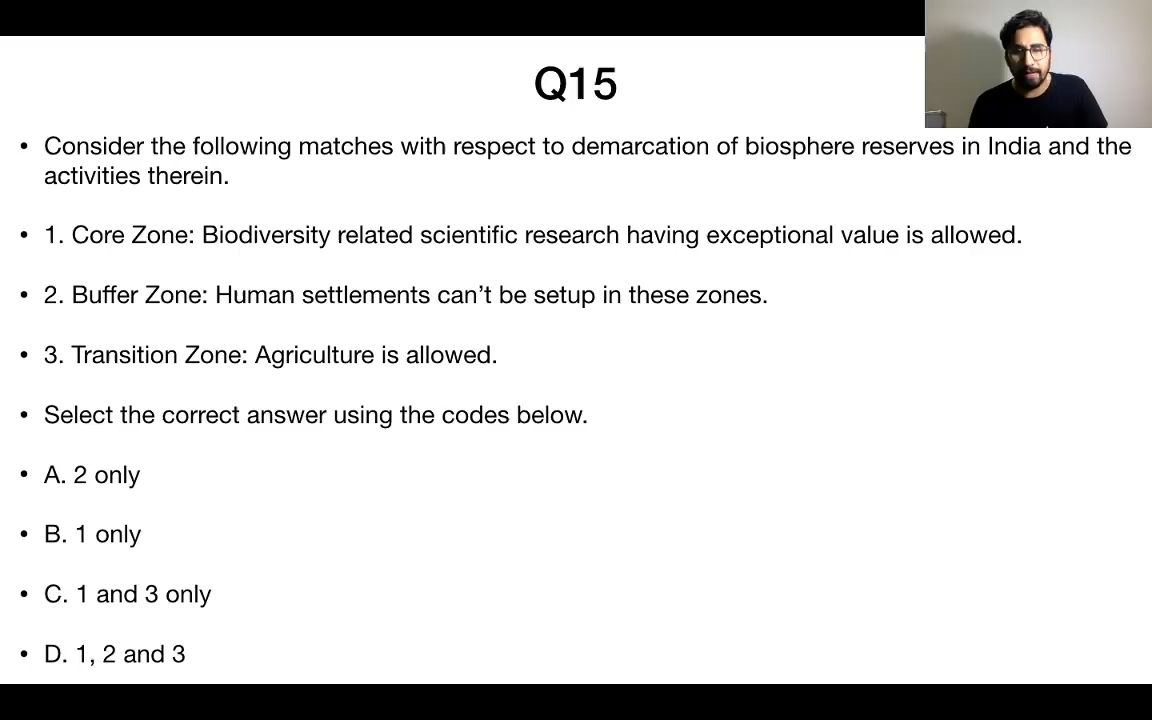 Q15
• Consider the following matches with respect to demarcation of biosphere reserves in India and the
activities therein.
• 1. Core Zone: Biodiversity related scientific research having exceptional value is allowed.
• 2. Buffer Zone: Human settlements can’t be setup in these zones.
• 3. Transition Zone: Agriculture is allowed.
• Select the correct answer using the codes below.
• A. 2 only
• B. 1 only
• C. 1 and 3 only
• D. 1, 2 and 3